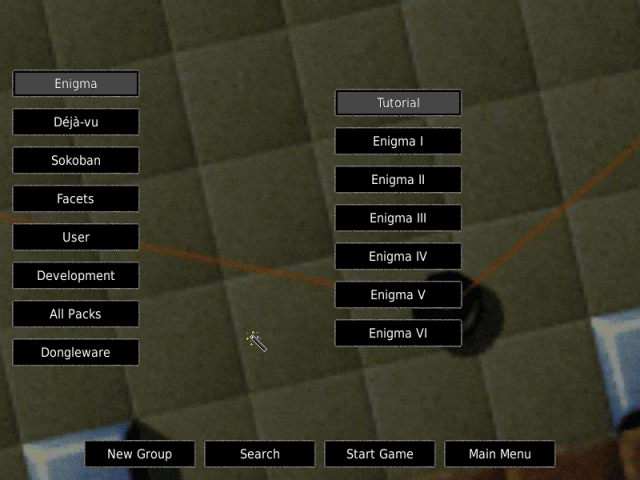 Enigma
Déjà-vu
Sokoban
Facets
User
Development
All Packs
Dongleware
Tutorial
Enigma I
Enigma II
Enigma III
Enigma IV
Enigma V
Enigma VI
New Group
Search
Start Game
Main Menu